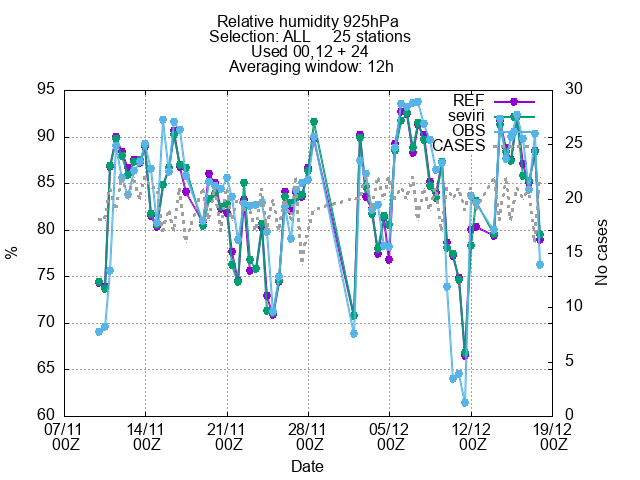 Relative humidity 925hPa
Selection: ALL 25 stations
Used 00,12 + 24
Averaging window: 12h
95 30
REF
seviri
OBS
CASES
90 25
85 20
80
75 15
70 10
65 5
60 0
%
No cases
07/11 14/11 21/11 28/11 05/12 12/12 19/12
00Z 00Z 00Z 00Z 00Z 00Z 00Z
Date